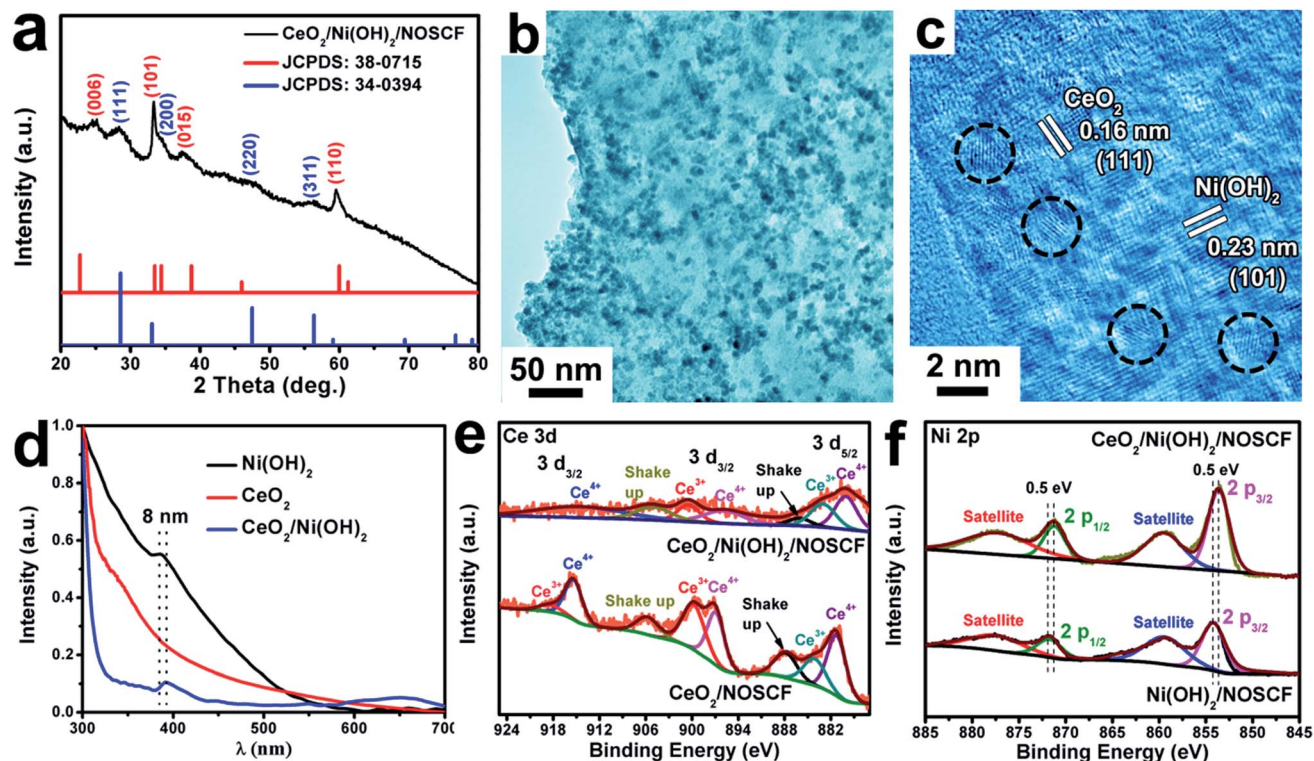 a
CeO₂/Ni(OH)₂/NOSCF
JCPDS: 38-0715
JCPDS: 34-0394
(006)
(111)
(101)
(200)
(015)
(220)
(311)
(110)
Intensity (a.u.)
20 30 40 50 60 70 80
2 Theta (deg.)
b
50 nm
c
CeO₂
0.16 nm
(111)
Ni(OH)₂
0.23 nm
(101)
2 nm
d
Ni(OH)₂
CeO₂
CeO₂/Ni(OH)₂
8 nm
1.0
0.8
0.6
0.4
0.2
0.0
Intensity (a.u.)
300 400 500 600 700
λ (nm)
e
Ce 3d
3 d₃/₂
3 d₃/₂
3 d₅/₂
Ce⁴⁺
Shake up
Ce³⁺
Ce⁴⁺
Shake up
Ce³⁺
Ce⁴⁺
CeO₂/Ni(OH)₂/NOSCF
Ce³⁺
Ce⁴⁺
Shake up
Ce³⁺
Ce⁴⁺
Shake up
Ce³⁺
Ce⁴⁺
CeO₂/NOSCF
Intensity (a.u.)
924 918 912 906 900 894 888 882
Binding Energy (eV)
f
Ni 2p
CeO₂/Ni(OH)₂/NOSCF
0.5 eV
0.5 eV
Satellite
2 p₁/₂
Satellite
2 p₃/₂
Satellite
2 p₁/₂
Satellite
2 p₃/₂
Ni(OH)₂/NOSCF
Intensity (a.u.)
885 880 875 870 865 860 855 850 845
Binding Energy (eV)